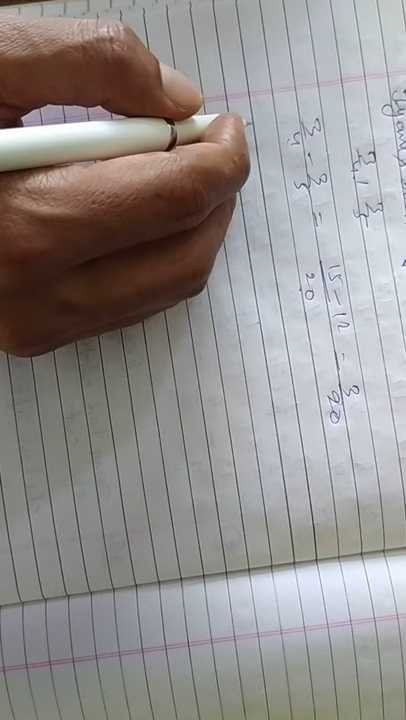 3/4, 3/5
3/4 - 3/5 = 15-12/20 = 3/20